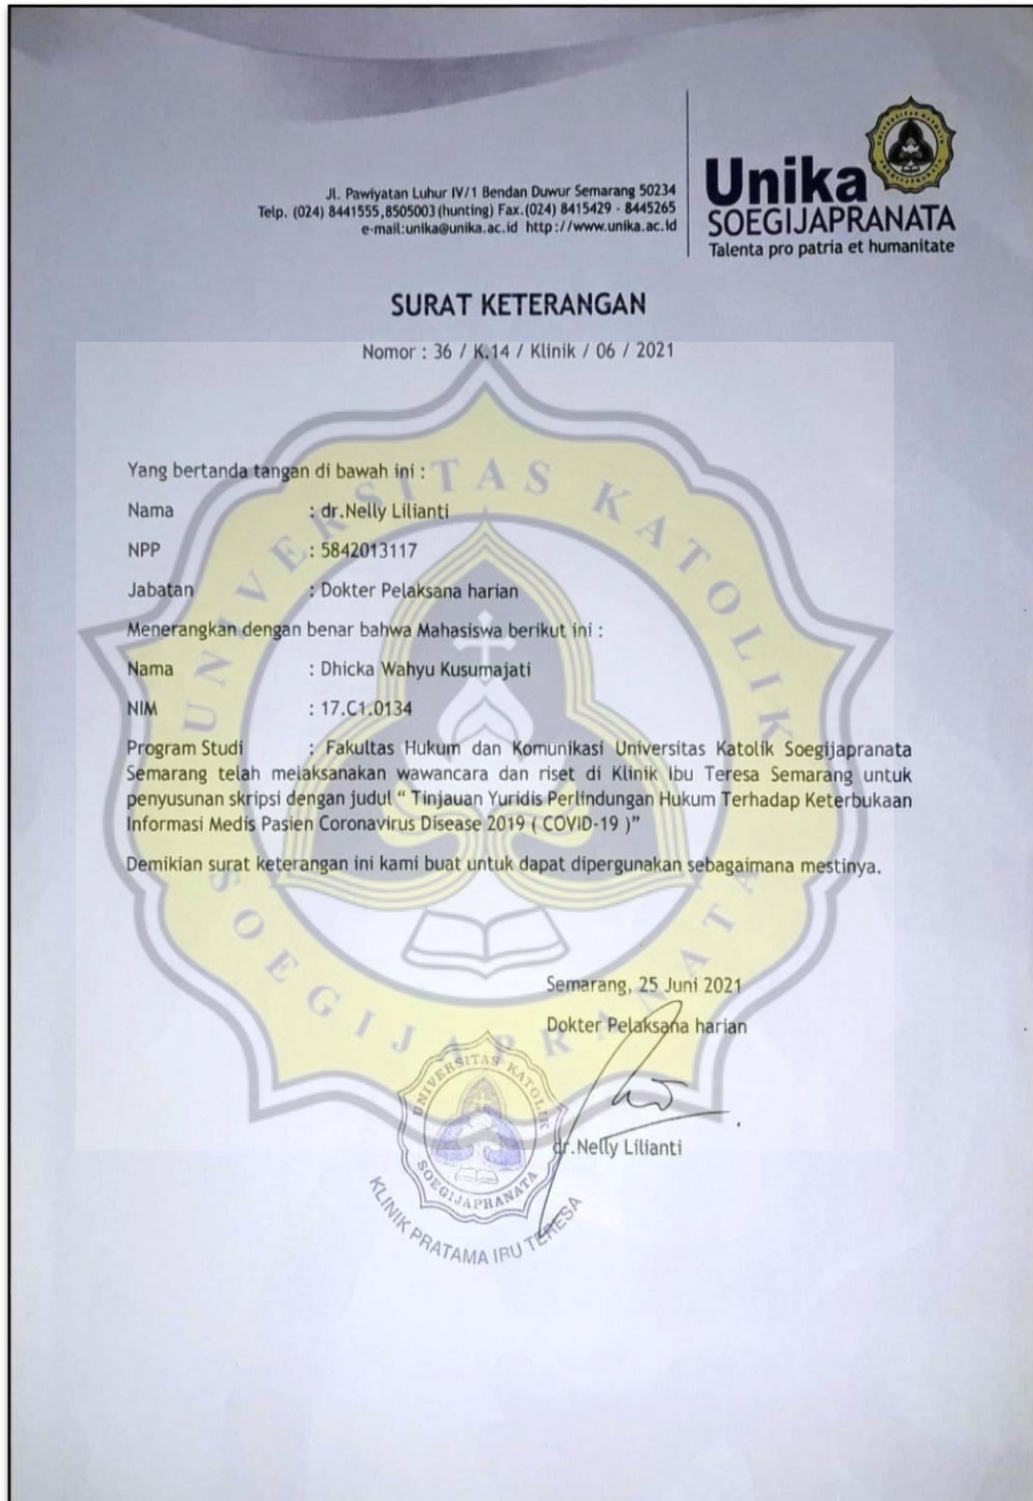 Jl. Pawiyatan Luhur IV/1 Bendan Duwur Semarang 50234
Telp. (024) 8441555,8505003(hunting) Fax.(024) 8415429 - 8445265
e-mail:unika@unika.ac.id http://www.unika.ac.id
Unika
SOEGIJAPRANATA
Talenta pro patria et humanitate
SURAT KETERANGAN
Nomor : 36 / K.14 / Klinik / 06 / 2021
Yang bertanda tangan di bawah ini :
Nama : dr.Nelly Lilianti
NPP : 5842013117
Jabatan : Dokter Pelaksana harian
Menerangkan dengan benar bahwa Mahasiswa berikut ini :
Nama : Dhicka Wahyu Kusumajati
NIM : 17.C1.0134
Program Studi : Fakultas Hukum dan Komunikasi Universitas Katolik Soegijapranata
Semarang telah melaksanakan wawancara dan riset di Klinik Ibu Teresa Semarang untuk
penyusunan skripsi dengan judul “ Tinjauan Yuridis Perlindungan Hukum Terhadap Keterbukaan
Informasi Medis Pasien Coronavirus Disease 2019 ( COVID-19 )”
Demikian surat keterangan ini kami buat untuk dapat dipergunakan sebagaimana mestinya.
Semarang, 25 Juni 2021
Dokter Pelaksana harian
dr.Nelly Lilianti
UNIVERSITAS KATOLIK
SOEGIJAPRANATA
KLINIK PRATAMA IBU TERESA
UNIVERSITAS KATOLIK
SOEGIJAPRANATA